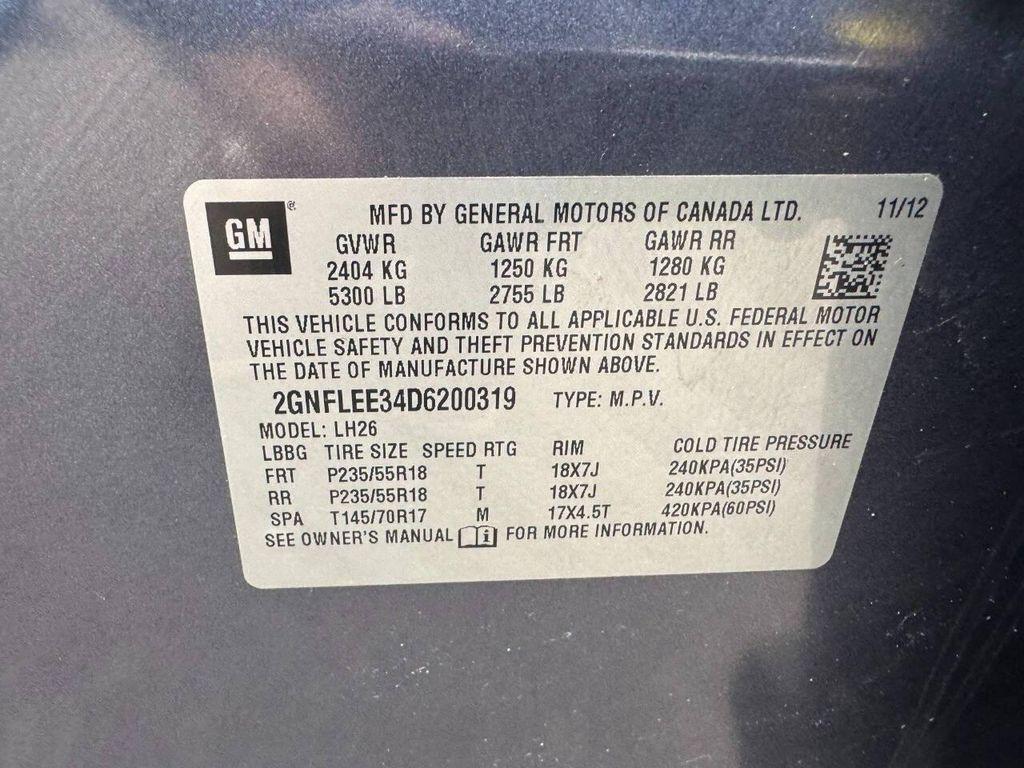 GM ®
MFD BY GENERAL MOTORS OF CANADA LTD. 11/12
GVWR GAWR FRT GAWR RR
2404 KG 1250 KG 1280 KG
5300 LB 2755 LB 2821 LB
THIS VEHICLE CONFORMS TO ALL APPLICABLE U.S. FEDERAL MOTOR
VEHICLE SAFETY AND THEFT PREVENTION STANDARDS IN EFFECT ON
THE DATE OF MANUFACTURE SHOWN ABOVE.
2GNFLEE34D6200319 TYPE: M.P.V.
MODEL: LH26
LBBG TIRE SIZE SPEED RTG RIM COLD TIRE PRESSURE
FRT P235/55R18 T 18X7J 240KPA(35PSI)
RR P235/55R18 T 18X7J 240KPA(35PSI)
SPA T145/70R17 M 17X4.5T 420KPA(60PSI)
SEE OWNER'S MANUAL i FOR MORE INFORMATION.